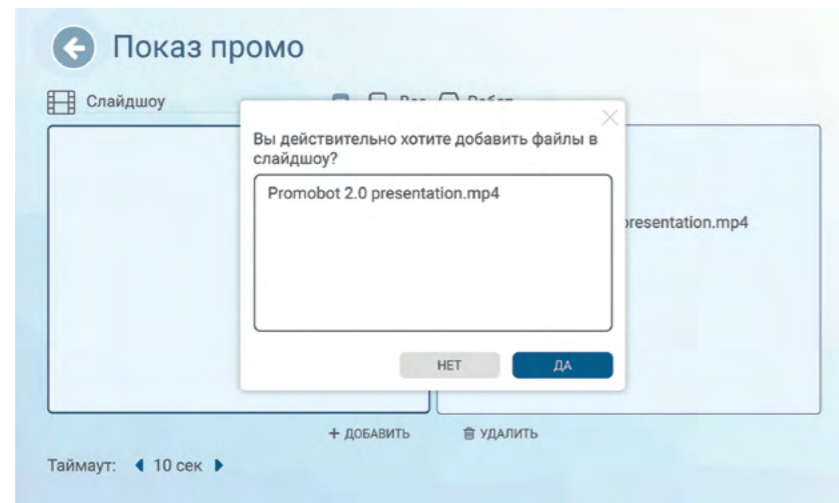 Показ промо
Слайдшоу
Вы действительно хотите добавить файлы в
слайдшоу?
Promobot 2.0 presentation.mp4
presentation.mp4
НЕТ
ДА
+ ДОБАВИТЬ
УДАЛИТЬ
Таймаут: 10 сек